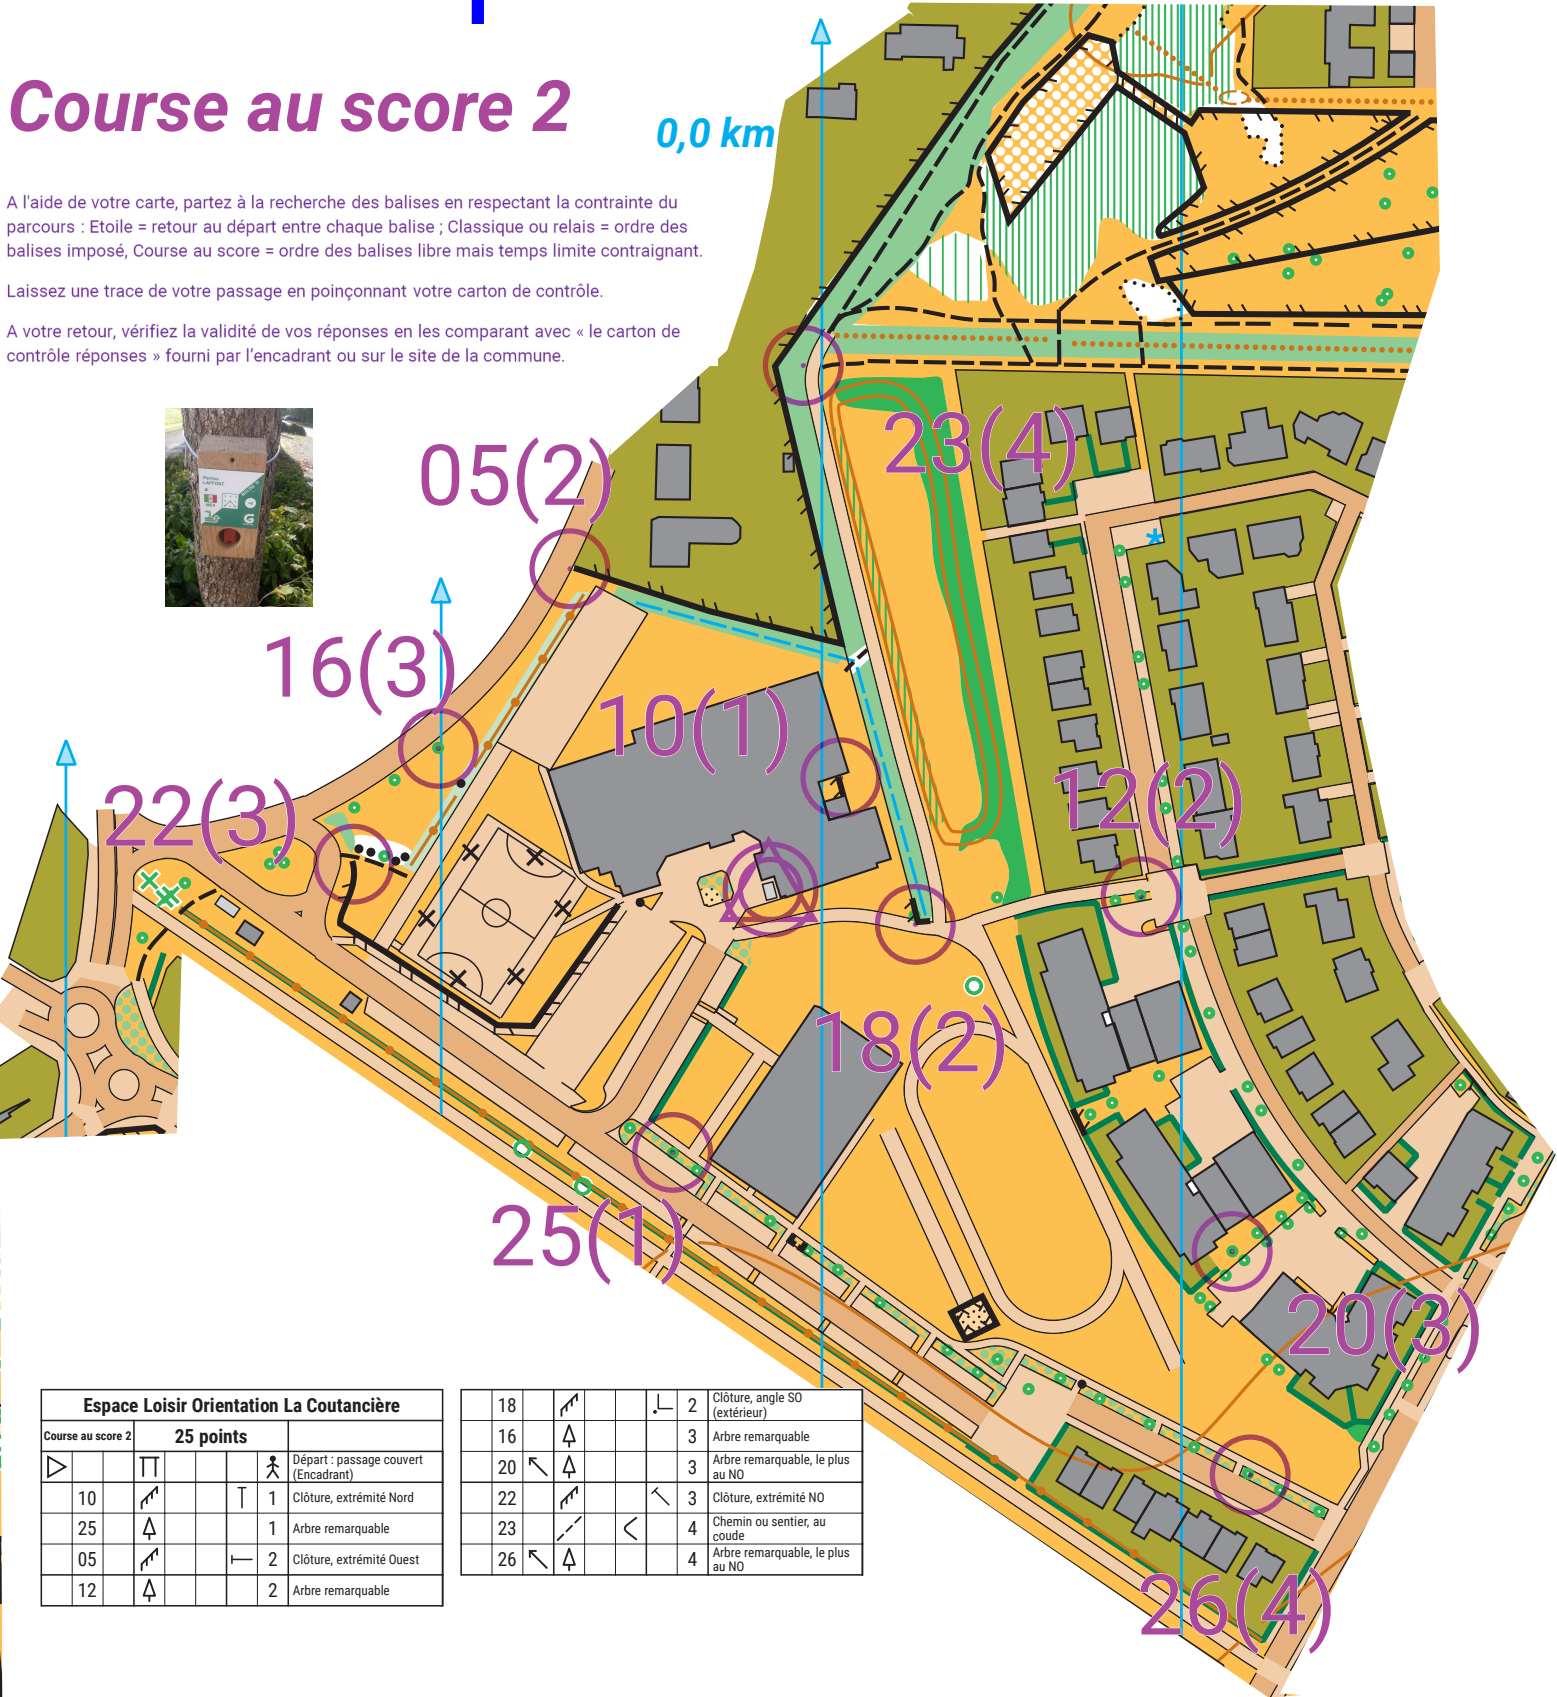 Course au score 2
0,0 km
A l'aide de votre carte, partez à la recherche des balises en respectant la contrainte du
parcours : Etoile = retour au départ entre chaque balise ; Classique ou relais = ordre des
balises imposé, Course au score = ordre des balises libre mais temps limite contraignant.
Laissez une trace de votre passage en poinçonnant votre carton de contrôle.
A votre retour, vérifiez la validité de vos réponses en les comparant avec « le carton de
contrôle réponses » fourni par l'encadrant ou sur le site de la commune.
23(4)
05(2)
16(3)
10(1)
12(2)
22(3)
18(2)
25(1)
20(3)
26(4)
Espace Loisir Orientation La Coutancière
Course au score 2 25 points
Départ : passage couvert
(Encadrant)
10 1 Clôture, extrémité Nord
25 1 Arbre remarquable
05 2 Clôture, extrémité Ouest
12 2 Arbre remarquable
18 2 Clôture, angle SO
(extérieur)
16 3 Arbre remarquable
20 3 Arbre remarquable, le plus
au NO
22 3 Clôture, extrémité NO
23 4 Chemin ou sentier, au
coude
26 4 Arbre remarquable, le plus
au NO